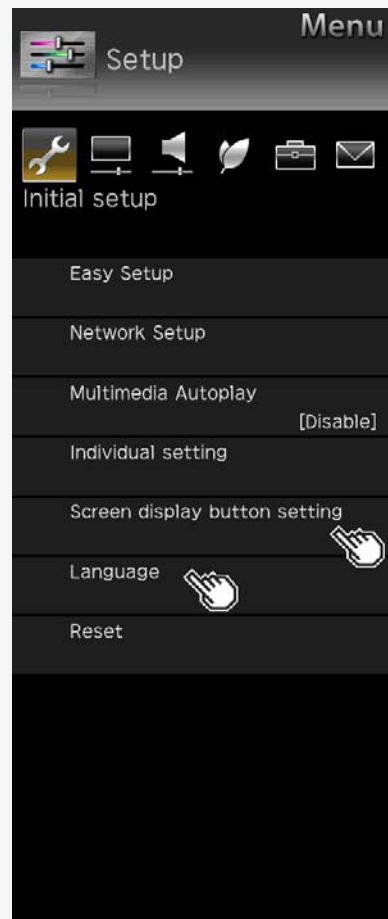 Menu
Setup
Initial setup
Easy Setup
Network Setup
Multimedia Autoplay
[Disable]
Individual setting
Screen display button setting
Language
Reset